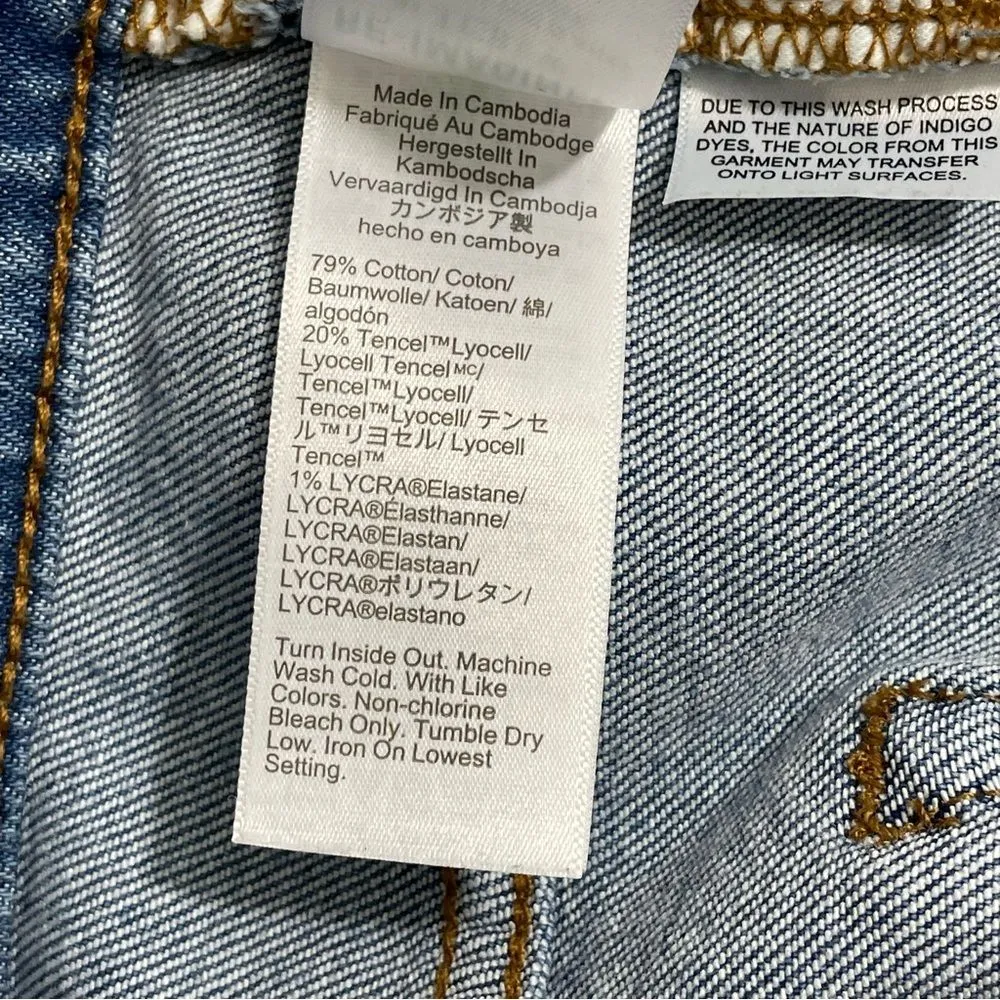 Made In Cambodia
Fabriqué Au Cambodge
Hergestellt In
Kambodscha
Vervaardigd In Cambodja
カンボジア製
hecho en camboya
79% Cotton/ Coton/
Baumwolle/ Katoen/ 綿/
algodón
20% Tencel™Lyocell/
Lyocell Tencel MC/
Tencel™Lyocell/
Tencel™Lyocell/ テンセ
ル™リヨセル/ Lyocell
Tencel™
1% LYCRA®Elastane/
LYCRA®Élasthanne/
LYCRA®Elastan/
LYCRA®Elastaan/
LYCRA®ポリウレタン/
LYCRA®elastano
Turn Inside Out. Machine
Wash Cold. With Like
Colors. Non-chlorine
Bleach Only. Tumble Dry
Low. Iron On Lowest
Setting.
DUE TO THIS WASH PROCESS
AND THE NATURE OF INDIGO
DYES, THE COLOR FROM THIS
GARMENT MAY TRANSFER
ONTO LIGHT SURFACES.